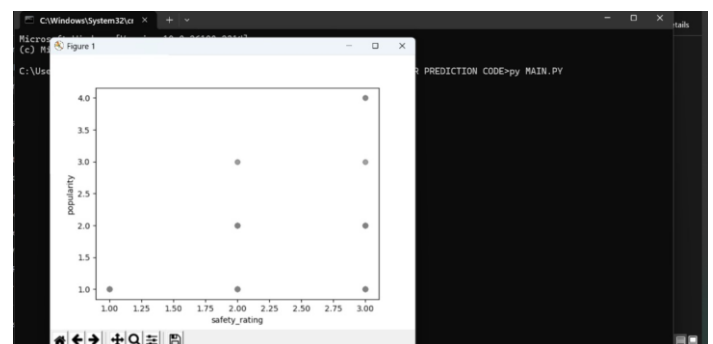 C:\Windows\System32\cr
tails
Micros
Figure 1
(c) Mi
C:\Use
R PREDICTION CODE>py MAIN.PY
4.0
3.5
3.0
2.5
2.0
1.5
1.0
popularity
1.00 1.25 1.50 1.75 2.00 2.25 2.50 2.75 3.00
safety_rating